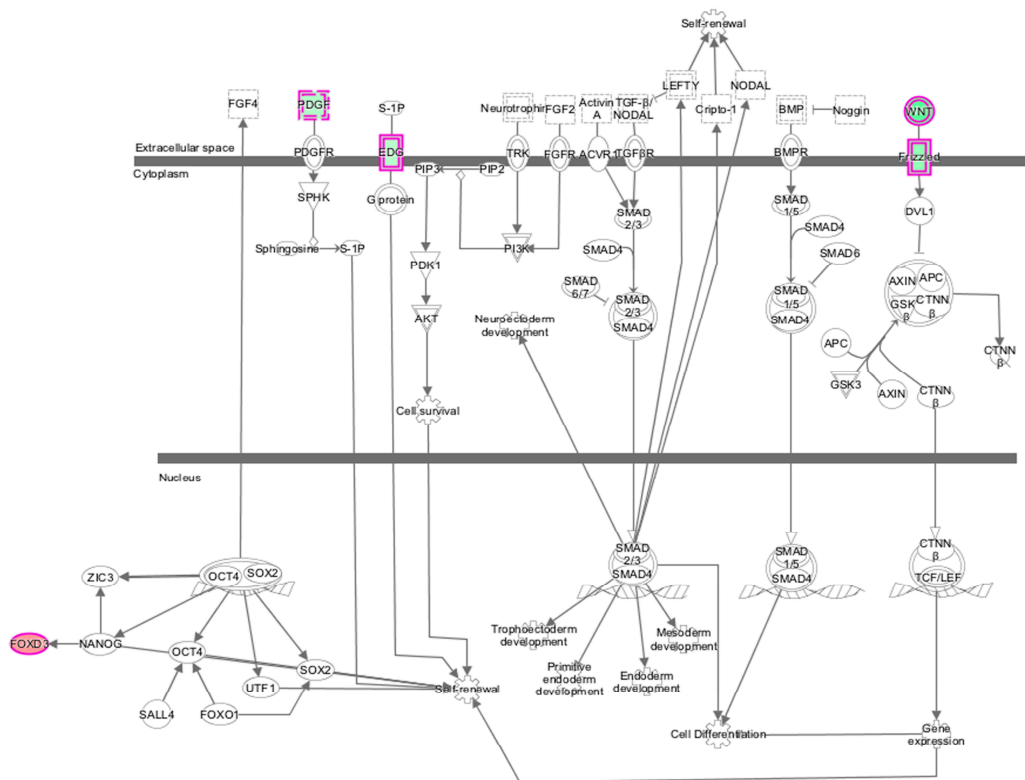 Self-renewal
FGF4
PDGF
S-1P
Neurotrophin
FGF2
Activin
A
TGF-β/
NODAL
LEFTY
Cripto-1
NODAL
BMP
Noggin
WNT
Extracellular space
Cytoplasm
PDGFR
EDG
PIP3
PIP2
TRK
FGFR
ACVR1
TGFβR
BMPR
Frizzled
SPHK
G protein
SMAD
2/3
SMAD
1/5
SMAD4
DVL1
Sphingosine
S-1P
PI3K
SMAD4
SMAD6
PDK1
SMAD
6/7
SMAD
2/3
SMAD4
SMAD
1/5
SMAD4
AXIN
APC
GSK
β
CTNN
β
AKT
Neuroectoderm
development
APC
CTNN
β
GSK3
AXIN
CTNN
β
Cell survival
Nucleus
ZIC3
OCT4
SOX2
SMAD
2/3
SMAD4
SMAD
1/5
SMAD4
CTNN
β
TCF/LEF
FOXD3
NANOG
OCT4
SOX2
Trophoectoderm
development
Mesoderm
development
Primitive
endoderm
development
Endoderm
development
UTF1
Self-renewal
SALL4
FOXO1
Cell Differentiation
Gene
expression